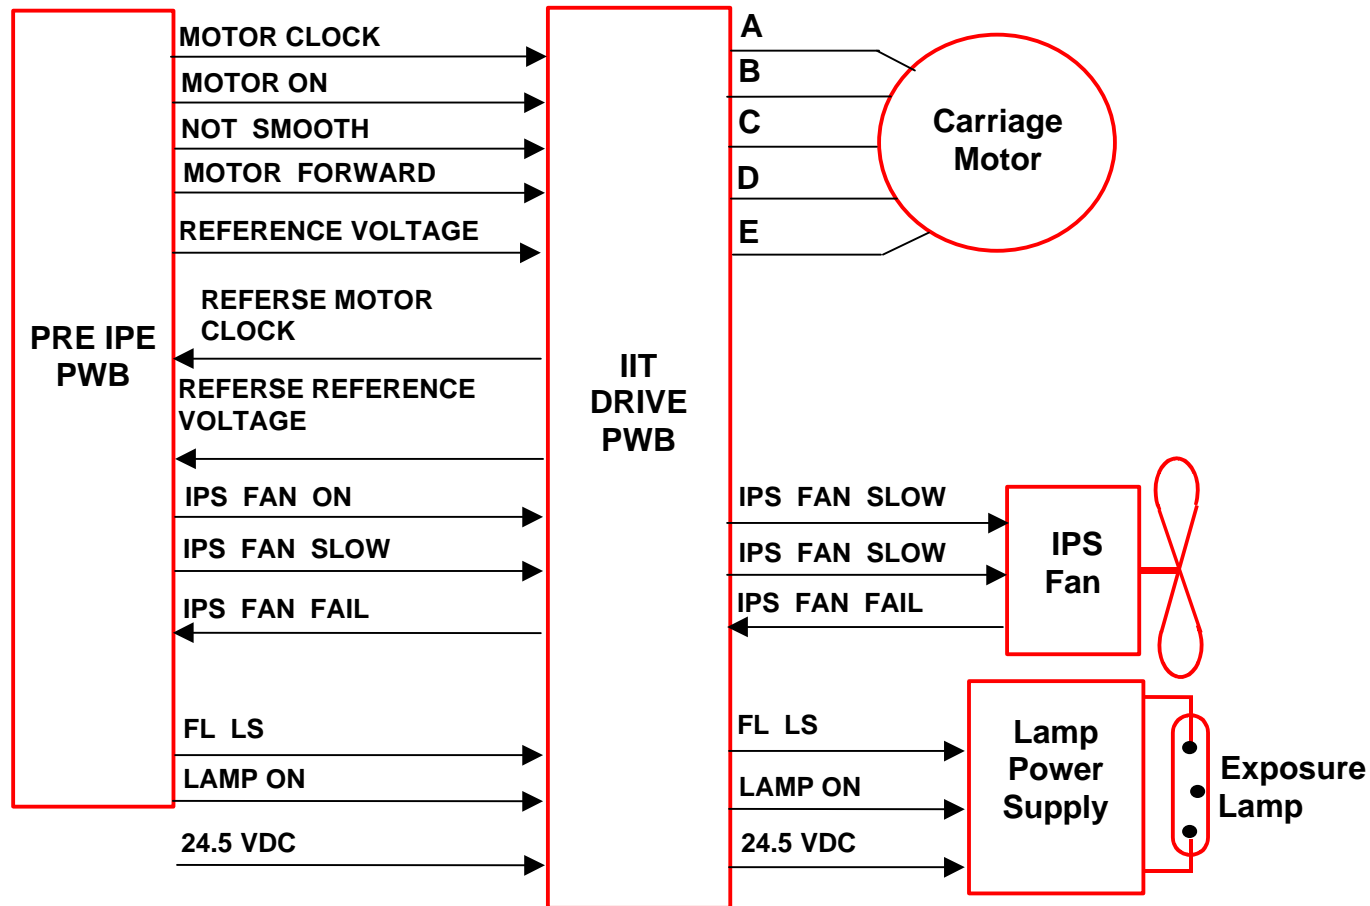 MOTOR CLOCK
MOTOR ON
NOT SMOOTH
MOTOR FORWARD
REFERENCE VOLTAGE
REFERSE MOTOR
CLOCK
REFERSE REFERENCE
VOLTAGE
IPS FAN ON
IPS FAN SLOW
IPS FAN FAIL
FL LS
LAMP ON
24.5 VDC
PRE IPE
PWB
IIT
DRIVE
PWB
A
B
C
D
E
Carriage
Motor
IPS FAN SLOW
IPS FAN SLOW
IPS FAN FAIL
IPS
Fan
FL LS
LAMP ON
24.5 VDC
Lamp
Power
Supply
Exposure
Lamp